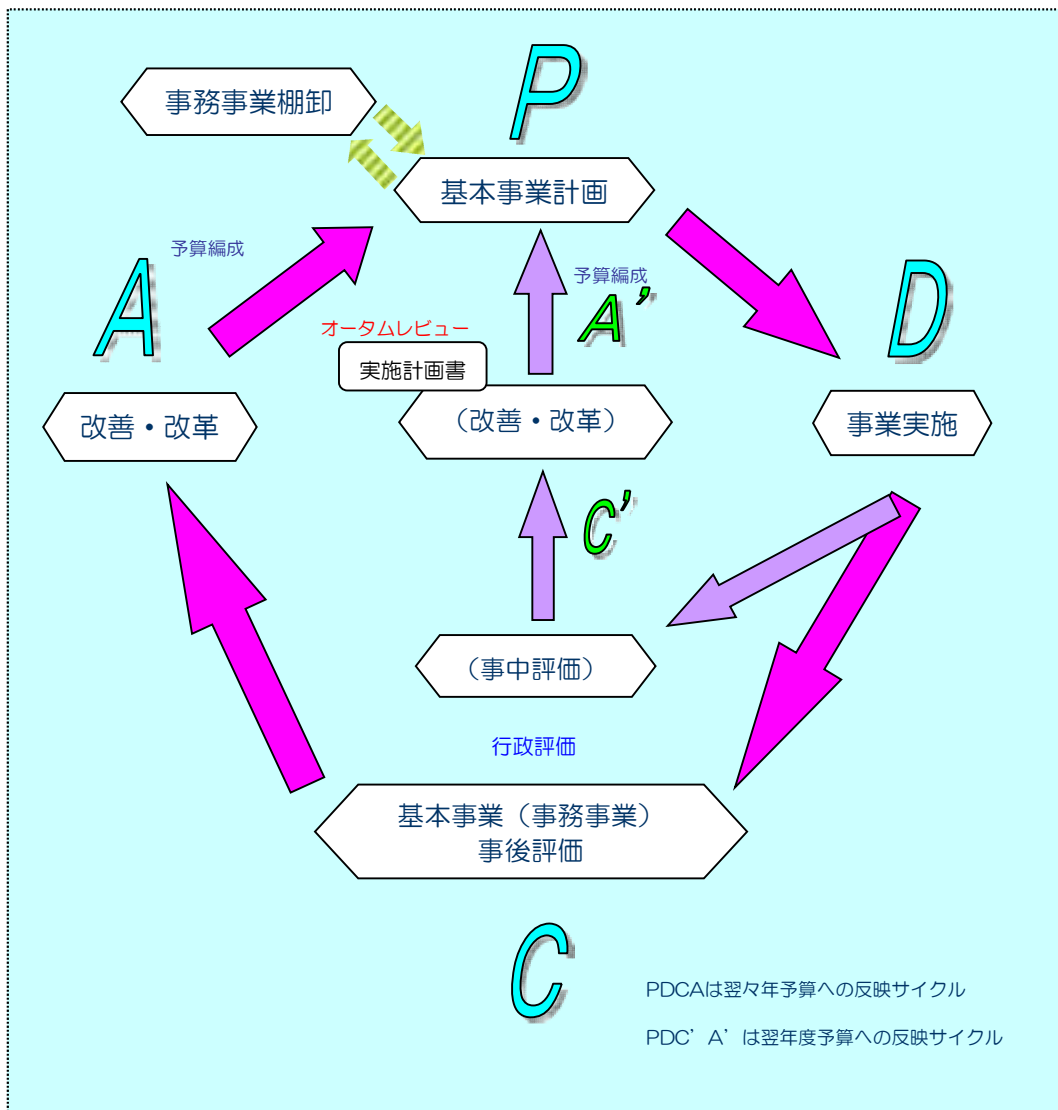 P
事務事業棚卸
基本事業計画
予算編成
予算編成
A
A’
D
オータムレビュー
実施計画書
改善・改革
（改善・改革）
事業実施
C’
（事中評価）
行政評価
基本事業（事務事業）
事後評価
C
PDCAは翌々年予算への反映サイクル
PDC’A’は翌年度予算への反映サイクル